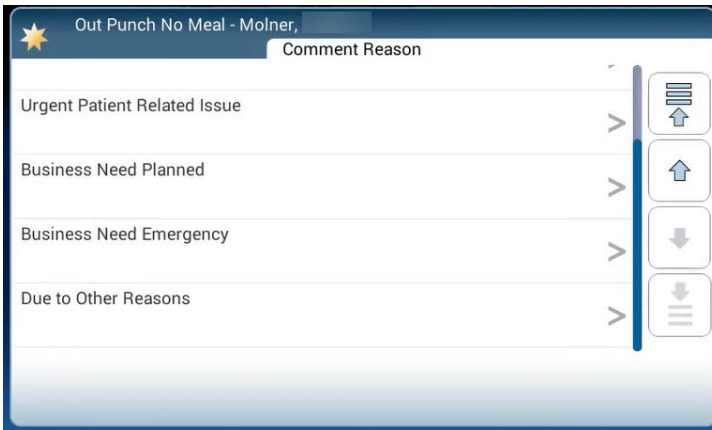 Out Punch No Meal - Molner,
Comment Reason
Urgent Patient Related Issue
Business Need Planned
Business Need Emergency
Due to Other Reasons